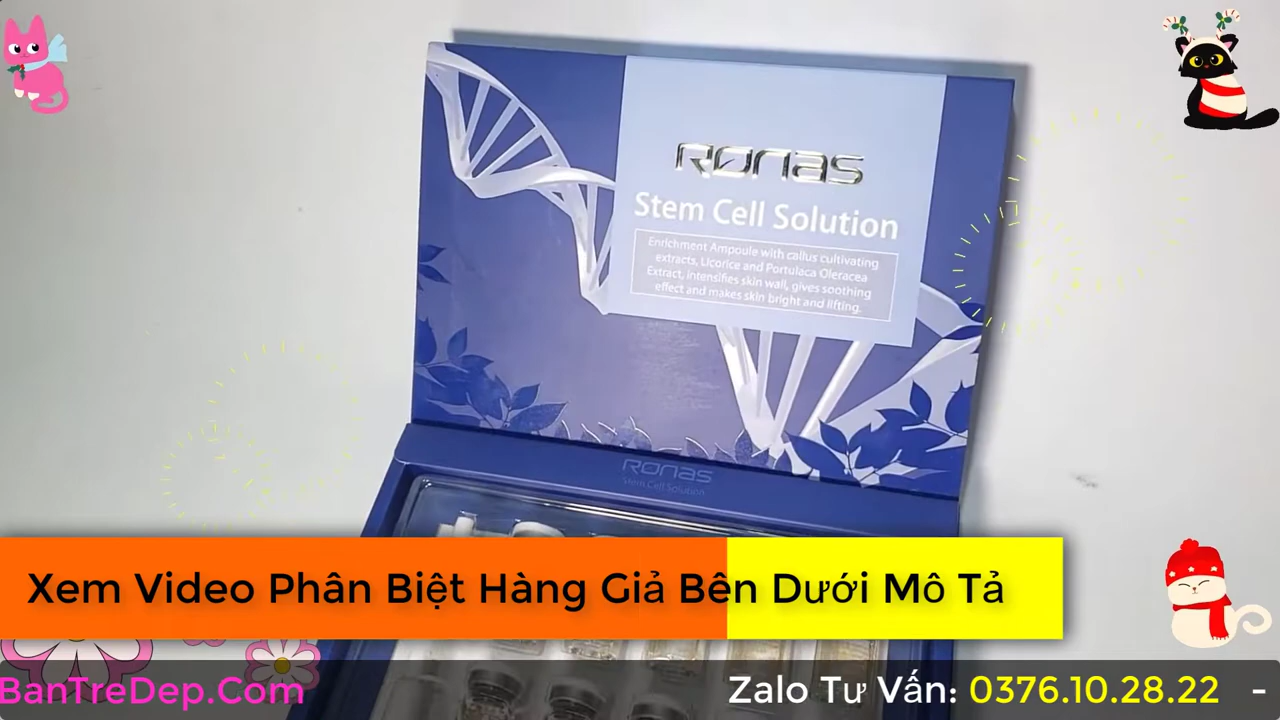 RONAS
Stem Cell Solution
Enrichment Ampoule with callus cultivating
extracts, Licorice and Portulaca Oleracea
Extract, intensifies skin wall, gives soothing
effect and makes skin bright and lifting.
RONAS
Stem Cell Solution
Xem Video Phân Biệt Hàng Giả Bên Dưới Mô Tả
BanTreDep.Com
Zalo Tư Vấn: 0376.10.28.22 -